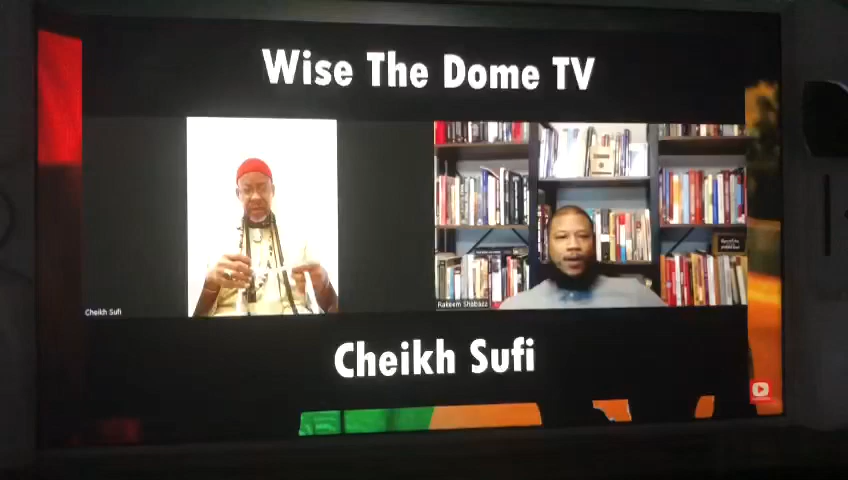 Wise The Dome TV
Cheikh Sufi
Rakeem Shabazz
Cheikh Sufi